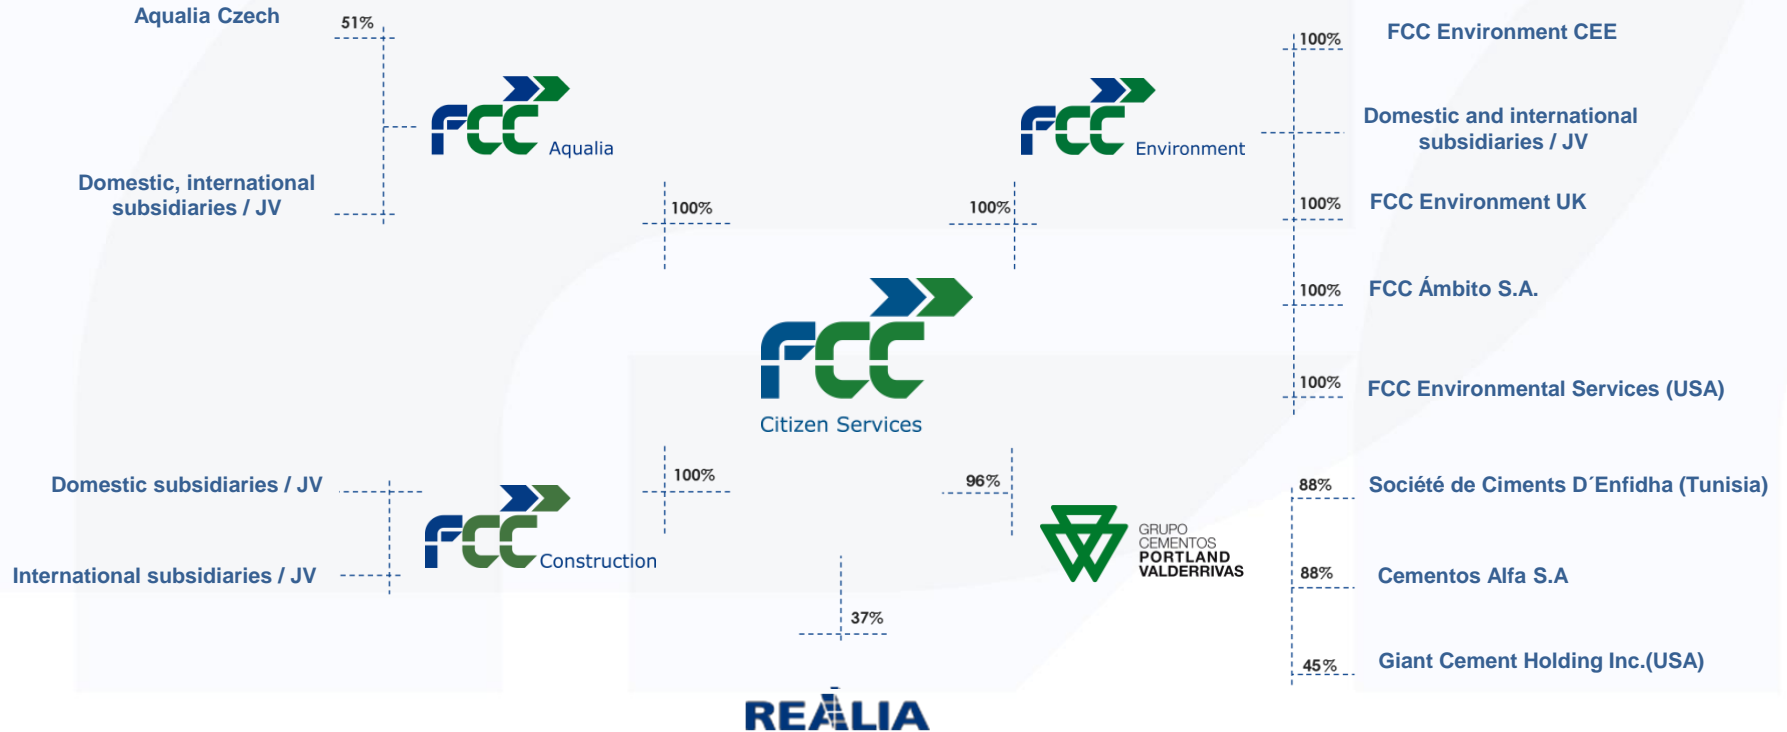 Aqualia Czech
51%
FCC
Aqualia
Domestic, international
subsidiaries / JV
100%
FCC
Environment
100%
100%
FCC Environment CEE
Domestic and international
subsidiaries / JV
100%
FCC Environment UK
100%
FCC Ámbito S.A.
100%
FCC Environmental Services (USA)
FCC
Citizen Services
Domestic subsidiaries / JV
International subsidiaries / JV
FCC
Construction
100%
96%
GRUPO
CEMENTOS
PORTLAND
VALDERRIVAS
88%
Société de Ciments D´Enfidha (Tunisia)
88%
Cementos Alfa S.A
45%
Giant Cement Holding Inc.(USA)
37%
REALIA